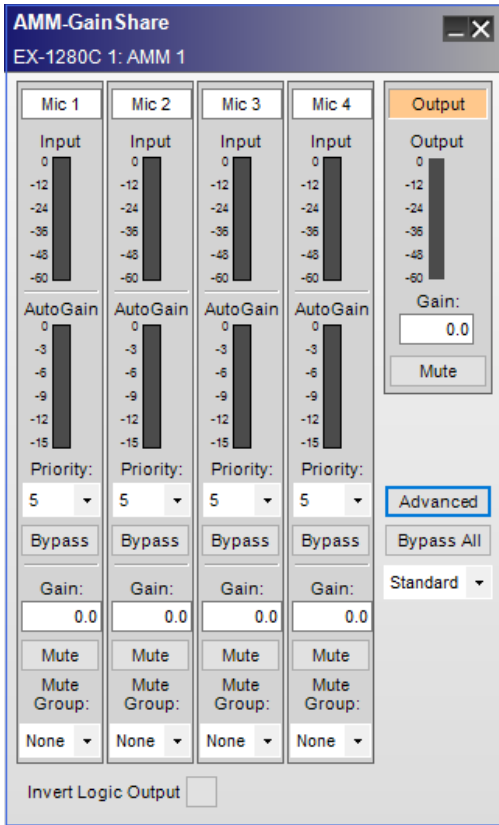 AMM-GainShare
EX-1280C 1: AMM 1
Mic 1 Mic 2 Mic 3 Mic 4 Output
Input Input Input Input Output
0 0 0 0 0
-12 -12 -12 -12 -12
-24 -24 -24 -24 -24
-36 -36 -36 -36 -36
-48 -48 -48 -48 -48
-60 -60 -60 -60 -60
Gain:
0.0
Mute
AutoGain AutoGain AutoGain AutoGain
0 0 0 0
-3 -3 -3 -3
-6 -6 -6 -6
-9 -9 -9 -9
-12 -12 -12 -12
-15 -15 -15 -15
Priority: Priority: Priority: Priority:
5 5 5 5 Advanced
Bypass Bypass Bypass Bypass Bypass All
Gain: Gain: Gain: Gain: Standard
0.0 0.0 0.0 0.0
Mute Mute Mute Mute
Mute Mute Mute Mute
Group: Group: Group: Group:
None None None None
Invert Logic Output